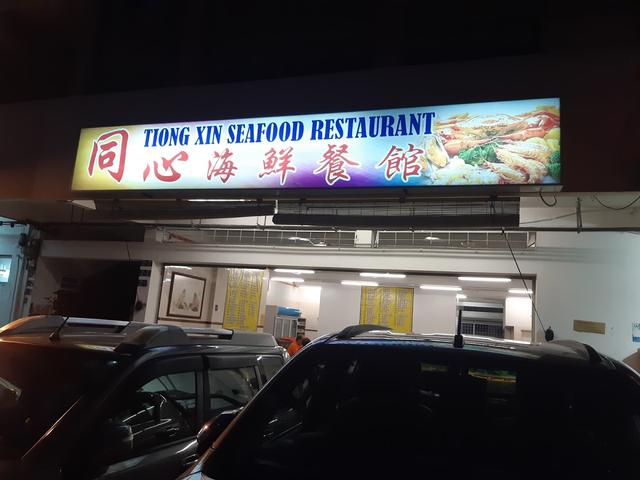 TIONG XIN SEAFOOD RESTAURANT
同心海鮮餐館